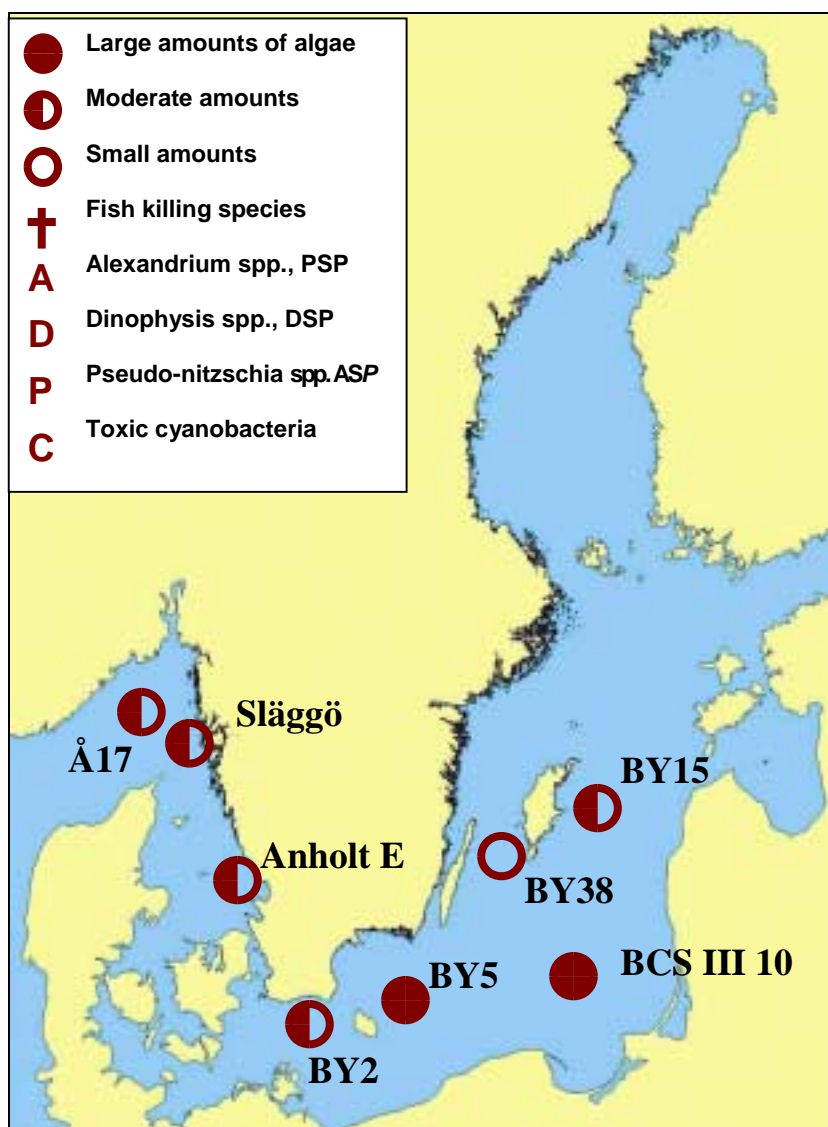 Large amounts of algae
Moderate amounts
Small amounts
Fish killing species
A Alexandrium spp., PSP
D Dinophysis spp., DSP
P Pseudo-nitzschia spp. ASP
C Toxic cyanobacteria
Släggö
Å17
BY15
Anholt E
BY38
BCS III 10
BY5
BY2